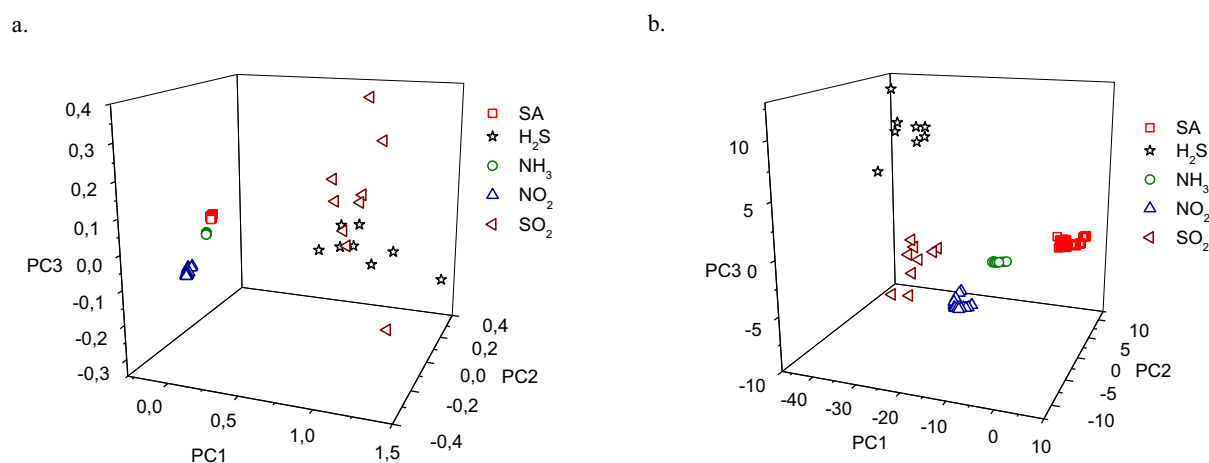 a.
0,4
0,3
0,2
0,1
PC3 0,0
-0,1
-0,2
-0,3
0,0
0,5
1,0
1,5
PC1
0,4
0,2
0,0
-0,2
-0,4
PC2
SA
H₂S
NH₃
NO₂
SO₂
b.
10
5
PC3 0
-5
-10
-40
-30
-20
-10
0
10
PC1
10
5
0
-5
-10
PC2
SA
H₂S
NH₃
NO₂
SO₂